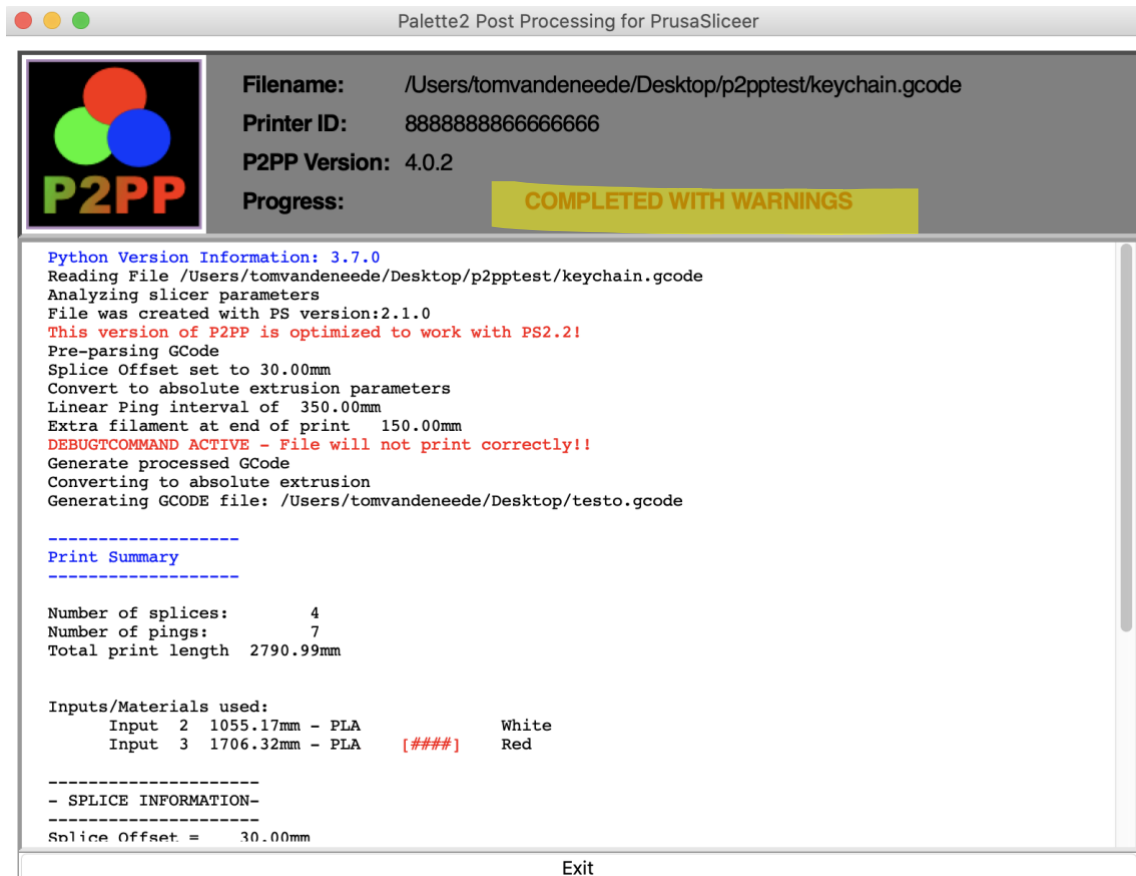 Palette2 Post Processing for PrusaSliceer
P2PP
Filename: /Users/tomvandeneede/Desktop/p2pptest/keychain.gcode
Printer ID: 8888888866666666
P2PP Version: 4.0.2
Progress: COMPLETED WITH WARNINGS
Python Version Information: 3.7.0
Reading File /Users/tomvandeneede/Desktop/p2pptest/keychain.gcode
Analyzing slicer parameters
File was created with PS version:2.1.0
This version of P2PP is optimized to work with PS2.2!
Pre-parsing GCode
Splice Offset set to 30.00mm
Convert to absolute extrusion parameters
Linear Ping interval of  350.00mm
Extra filament at end of print   150.00mm
DEBUGTCOMMAND ACTIVE - File will not print correctly!!
Generate processed GCode
Converting to absolute extrusion
Generating GCODE file: /Users/tomvandeneede/Desktop/testo.gcode
-------------------
Print Summary
-------------------
Number of splices:        4
Number of pings:          7
Total print length  2790.99mm
Inputs/Materials used:
Input  2  1055.17mm - PLA              White
Input  3  1706.32mm - PLA    [####]    Red
---------------------
- SPLICE INFORMATION-
---------------------
Splice Offset =    30.00mm
Exit